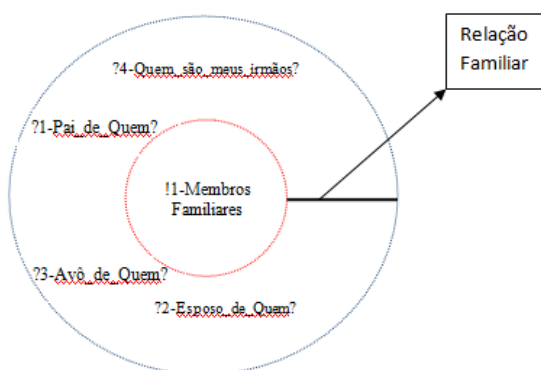 Relação
Familiar
?4-Quem_são_meus_irmãos?
?1-Pai_de_Quem?
!1-Membros
Familiares
?3-Avô_de_Quem?
?2-Esposo_de_Quem?